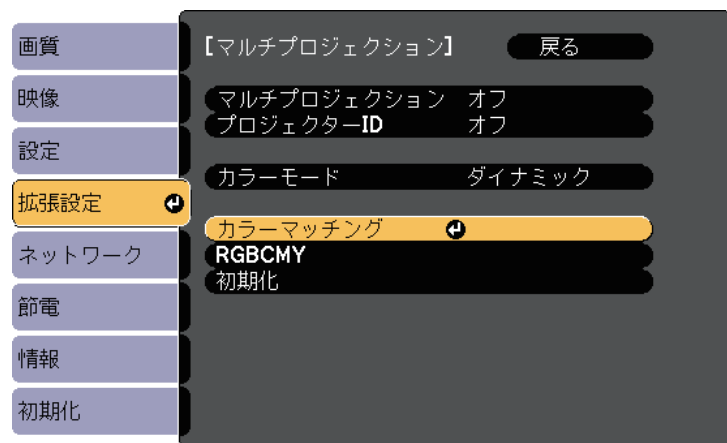 画質
映像
設定
拡張設定
ネットワーク
節電
情報
初期化
【マルチプロジェクション】 戻る
マルチプロジェクション オフ
プロジェクターID オフ
カラーモード ダイナミック
カラーマッチング
RGBCMY
初期化